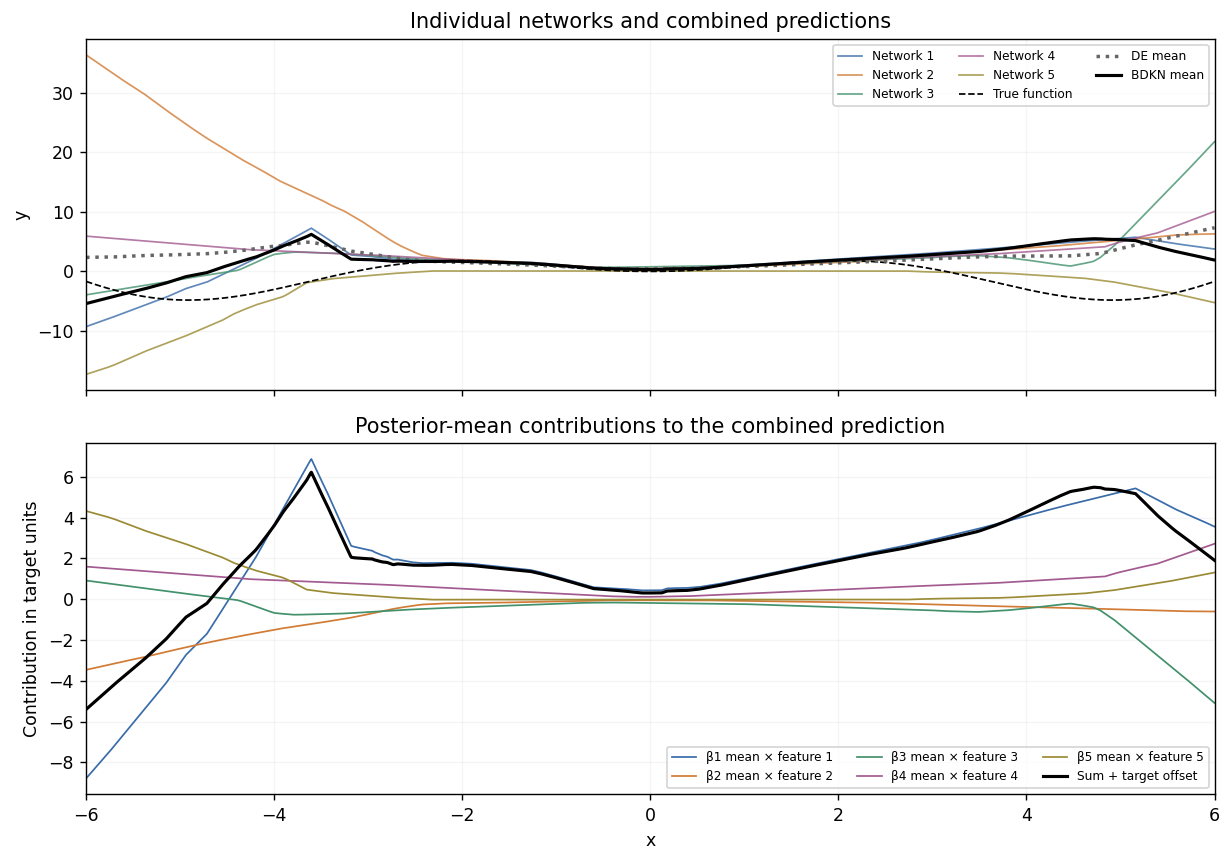 Individual networks and combined predictions
Network 1
Network 2
Network 3
Network 4
Network 5
True function
DE mean
BDKN mean
30
20
10
0
−10
y
Posterior-mean contributions to the combined prediction
6
4
2
0
−2
−4
−6
−8
Contribution in target units
β1 mean × feature 1
β2 mean × feature 2
β3 mean × feature 3
β4 mean × feature 4
β5 mean × feature 5
Sum + target offset
−6 −4 −2 0 2 4 6
x